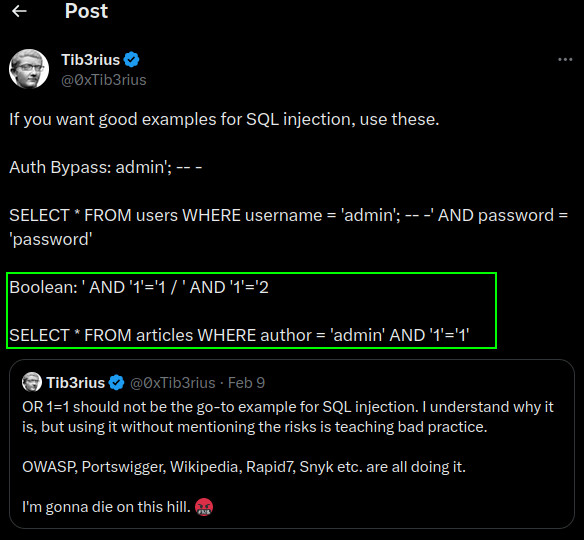 Post
Tib3rius
@0xTib3rius
If you want good examples for SQL injection, use these.
Auth Bypass: admin'; -- -
SELECT * FROM users WHERE username = 'admin'; -- -' AND password =
'password'
Boolean: ' AND '1'='1 / ' AND '1'='2
SELECT * FROM articles WHERE author = 'admin' AND '1'='1'
Tib3rius @0xTib3rius · Feb 9
OR 1=1 should not be the go-to example for SQL injection. I understand why it
is, but using it without mentioning the risks is teaching bad practice.
OWASP, Portswigger, Wikipedia, Rapid7, Snyk etc. are all doing it.
I'm gonna die on this hill. 🤬